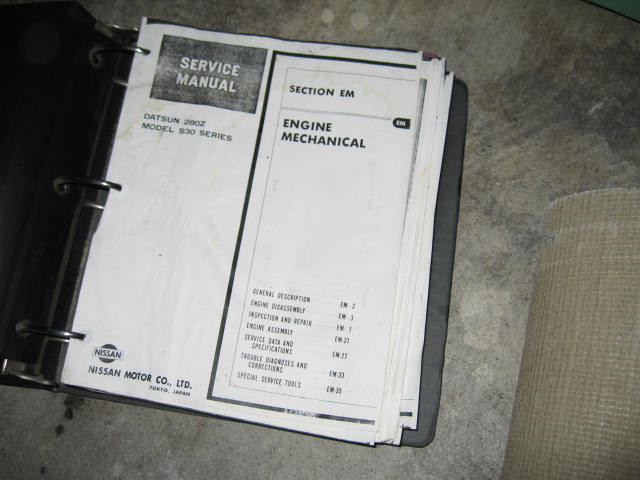 SERVICE
MANUAL
DATSUN 280Z
MODEL S30 SERIES
SECTION EM
EM
ENGINE
MECHANICAL
GENERAL DESCRIPTION EM- 2
ENGINE DISASSEMBLY EM- 3
INSPECTION AND REPAIR EM- 7
ENGINE ASSEMBLY EM-21
SERVICE DATA AND
SPECIFICATIONS EM-27
TROUBLE DIAGNOSES AND
CORRECTIONS EM-33
SPECIAL SERVICE TOOLS EM-35
NISSAN
NISSAN MOTOR CO., LTD.
TOKYO, JAPAN